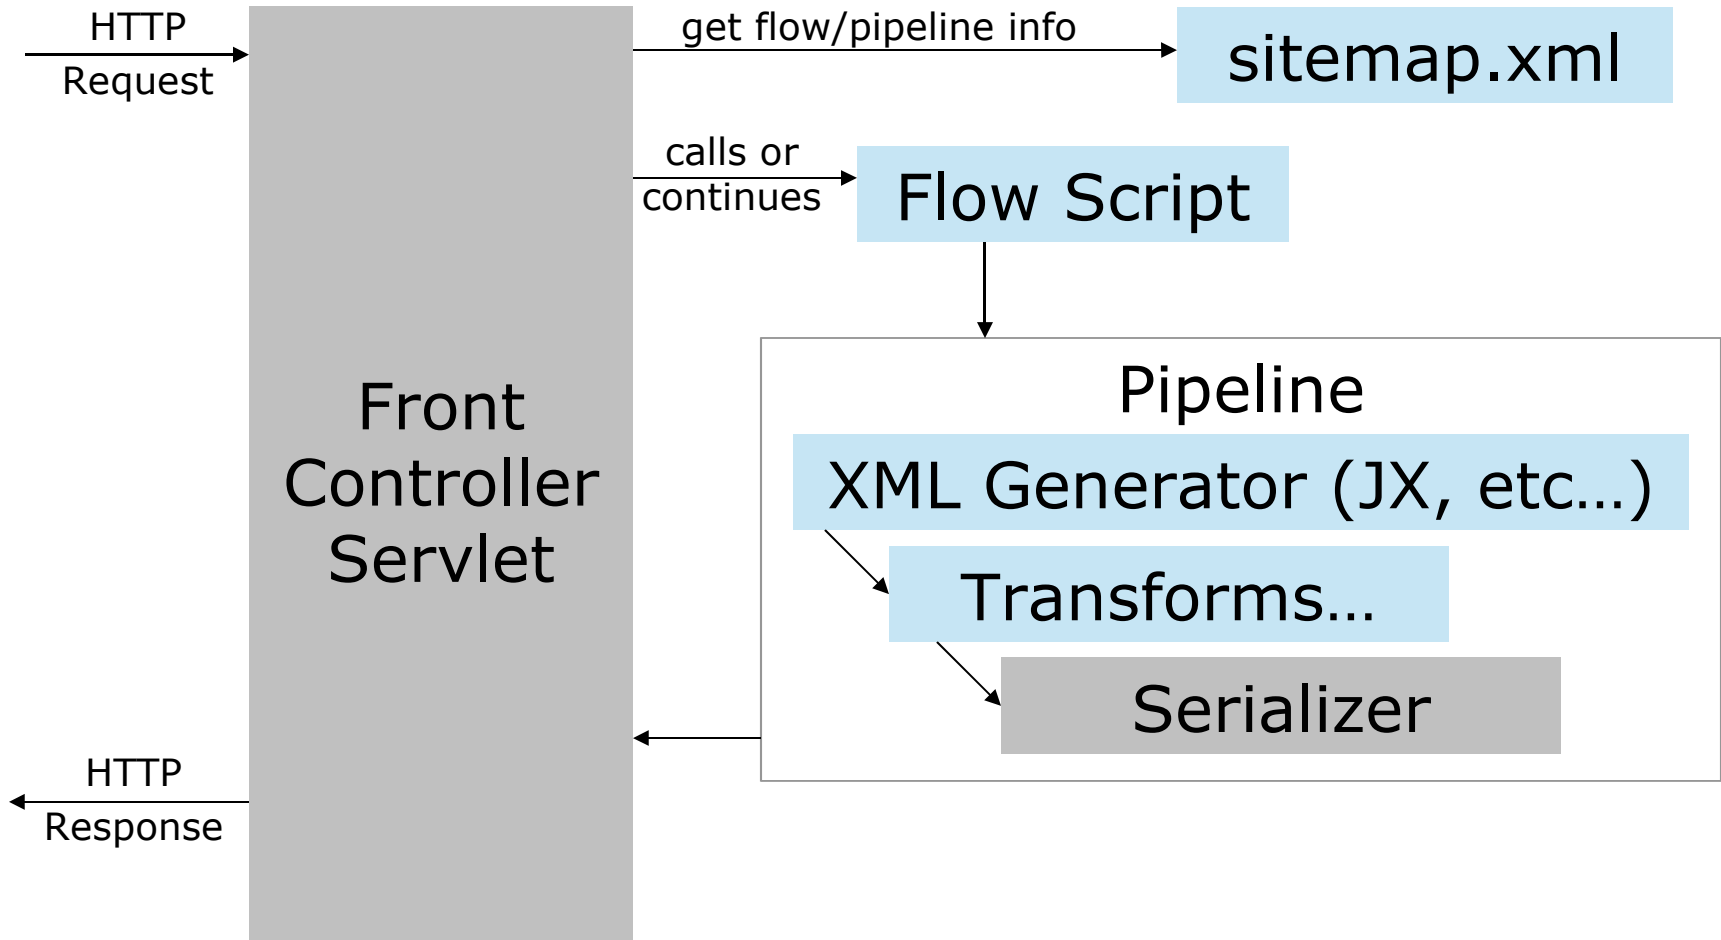 HTTP
Request
get flow/pipeline info
sitemap.xml
calls or
continues
Flow Script
Front
Controller
Servlet
Pipeline
XML Generator (JX, etc…)
Transforms…
Serializer
HTTP
Response